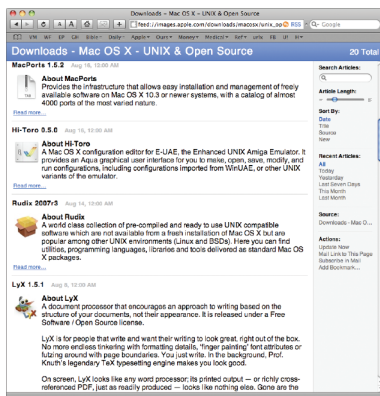 Downloads - Mac OS X - UNIX & Open Source
feed://images.apple.com/downloads/macosx/unix_op
RSS
Google
Downloads - Mac OS X - UNIX & Open Source
20 Total
MacPorts 1.5.2 Aug 16, 12:00 AM
About MacPorts
Provides the infrastructure that allows easy installation and management of freely
available software on Mac OS X 10.3 or newer systems, with a catalog of almost
4000 ports of the most varied nature.
Read more...
Hi-Toro 0.5.0 Aug 16, 12:00 AM
About Hi-Toro
A Mac OS X configuration editor for E-UAE, the Enhanced UNIX Amiga Emulator. It
provides an Aqua graphical user interface for you to make, open, save, modify, and
run configurations, including configurations imported from WinUAE, or other UNIX
variants of the emulator.
Read more...
Rudix 2007r3 Aug 14, 12:00 AM
About Rudix
A world class collection of pre-compiled and ready to use UNIX compatible
software which are not available from a fresh installation of Mac OS X but are
popular among other UNIX environments (Linux and BSDs). Here you can find
utilities, programming languages, libraries and tools delivered as standard Mac OS
X packages.
Read more...
LyX 1.5.1 Aug 9, 12:00 AM
About LyX
A document processor that encourages an approach to writing based on the
structure of your documents, not their appearance. It is released under a Free
Software / Open Source license.
LyX is for people that write and want their writing to look great, right out of the box.
No more endless tinkering with formatting details, 'finger painting' font attributes or
futzing around with page boundaries. You just write. In the background, Prof.
Knuth's legendary TeX typesetting engine makes you look good.
On screen, LyX looks like any word processor; its printed output — or richly cross-
referenced PDF, just as readily produced — looks like nothing else. Gone are the
Search Articles:
Article Length:
Sort By:
Date
Title
Source
New
Recent Articles:
All
Today
Yesterday
Last Seven Days
This Month
Last Month
Source:
Downloads - Mac O...
Actions:
Update Now
Mail Link to This Page
Subscribe in Mail
Add Bookmark...